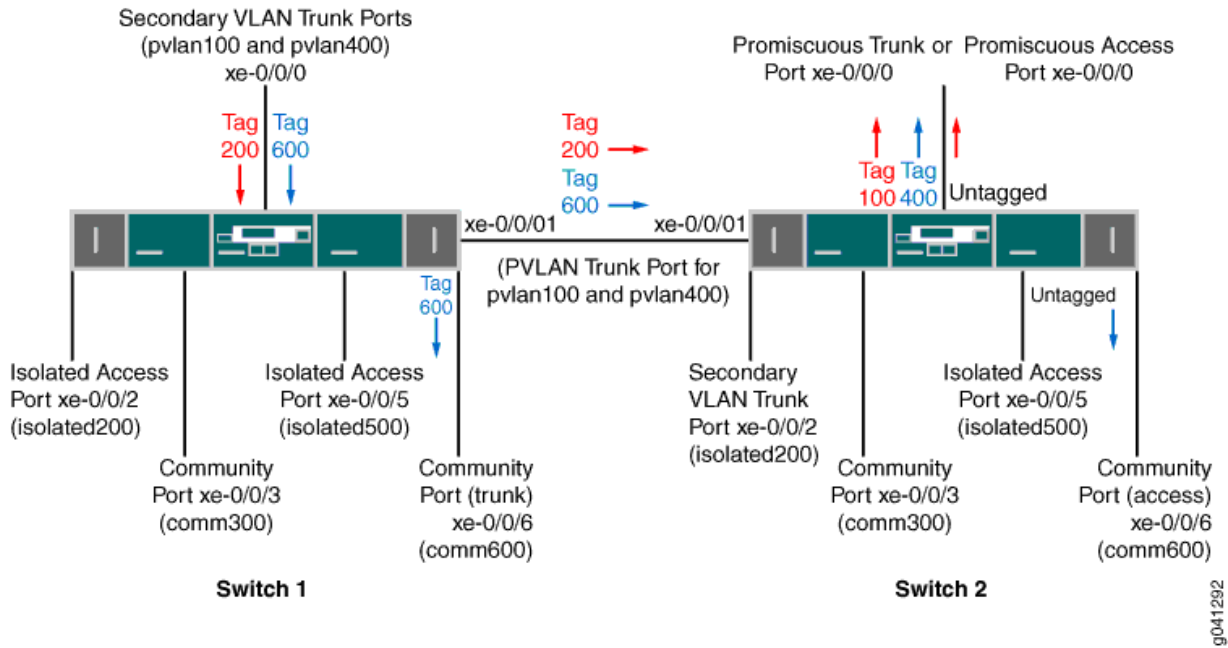 Secondary VLAN Trunk Ports
(pvlan100 and pvlan400)
xe-0/0/0
Promiscuous Trunk or Promiscuous Access
Port xe-0/0/0 Port xe-0/0/0
Tag Tag
200 600
Tag
200
Tag
600
Tag Tag
100 400
Untagged
xe-0/0/01 xe-0/0/01
(PVLAN Trunk Port for
pvlan100 and pvlan400)
Tag
600
Untagged
Isolated Access
Port xe-0/0/2
(isolated200)
Isolated Access
Port xe-0/0/5
(isolated500)
Secondary
VLAN Trunk
Port xe-0/0/2
(isolated200)
Isolated Access
Port xe-0/0/5
(isolated500)
Community
Port xe-0/0/3
(comm300)
Community
Port (trunk)
xe-0/0/6
(comm600)
Community
Port xe-0/0/3
(comm300)
Community
Port (access)
xe-0/0/6
(comm600)
Switch 1
Switch 2
g041292